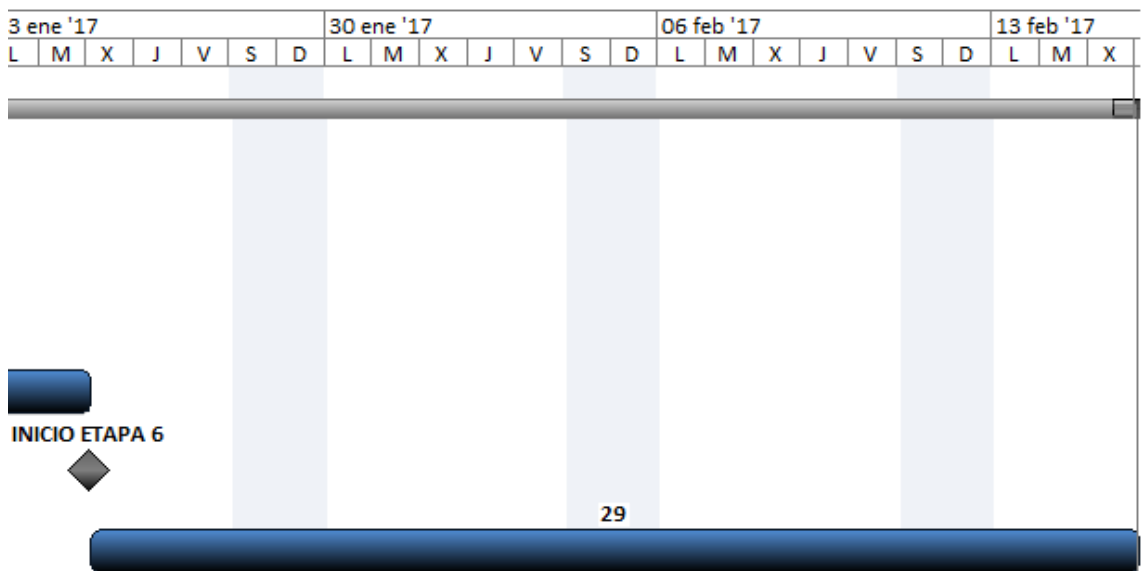 3 ene '17 30 ene '17 06 feb '17 13 feb '17
L M X J V S D L M X J V S D L M X J V S D L M X
INICIO ETAPA 6
29